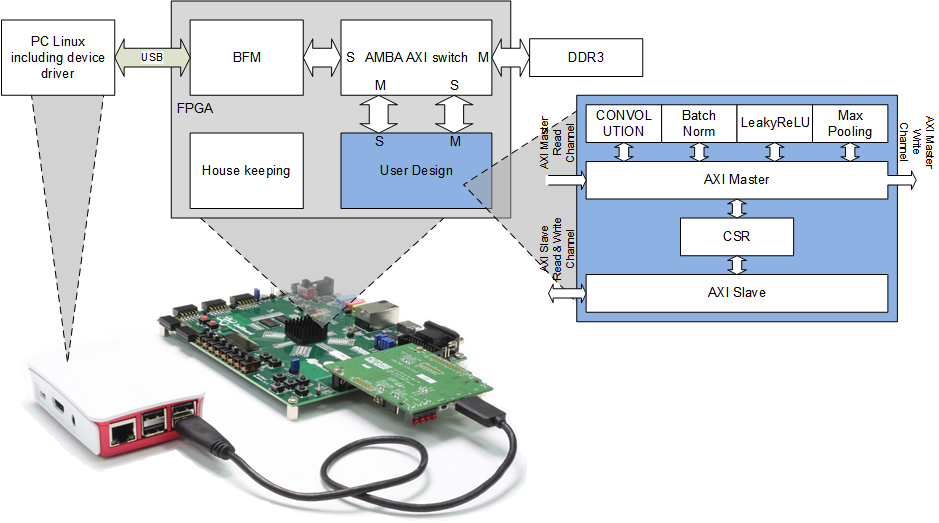 PC Linux
including device
driver
USB
BFM
S
AMBA AXI switch
M
DDR3
M
S
FPGA
S
M
House keeping
User Design
CONVOL
UTION
Batch
Norm
LeakyReLU
Max
Pooling
AXI Master
Read
Channel
AXI Master
Write
Channel
AXI Master
CSR
AXI Slave
Read & Write
Channel
AXI Slave